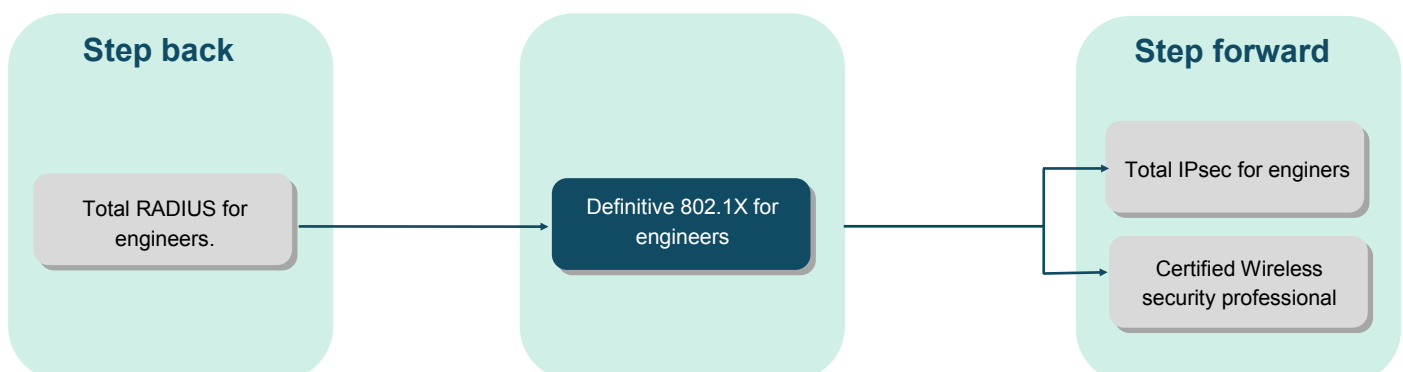 Step back
Total RADIUS for
engineers.
Definitive 802.1X for
engineers
Step forward
Total IPsec for enginers
Certified Wireless
security professional